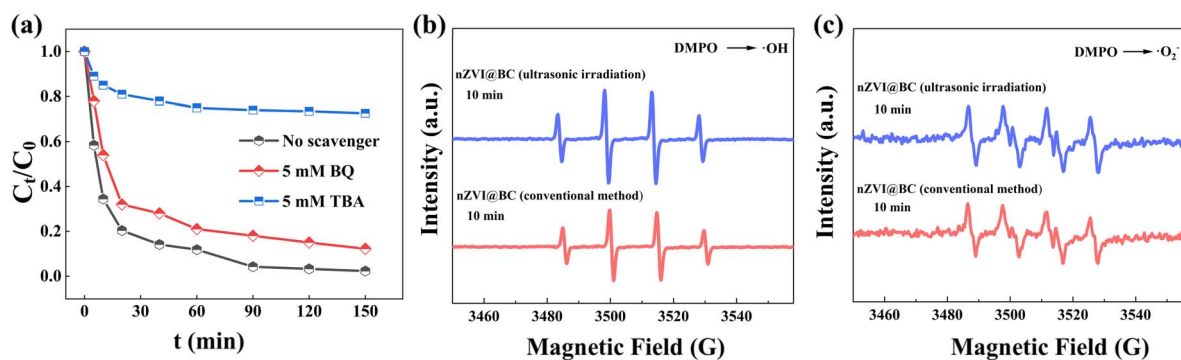 (a)
C_t/C_0
1.0
0.8
0.6
0.4
0.2
0.0
No scavenger
5 mM BQ
5 mM TBA
0 30 60 90 120 150
t (min)
(b)
Intensity (a.u.)
DMPO → ·OH
nZVI@BC (ultrasonic irradiation)
10 min
nZVI@BC (conventional method)
10 min
3460 3480 3500 3520 3540
Magnetic Field (G)
(c)
Intensity (a.u.)
DMPO → ·O₂⁻
nZVI@BC (ultrasonic irradiation)
10 min
nZVI@BC (conventional method)
10 min
3460 3480 3500 3520 3540
Magnetic Field (G)